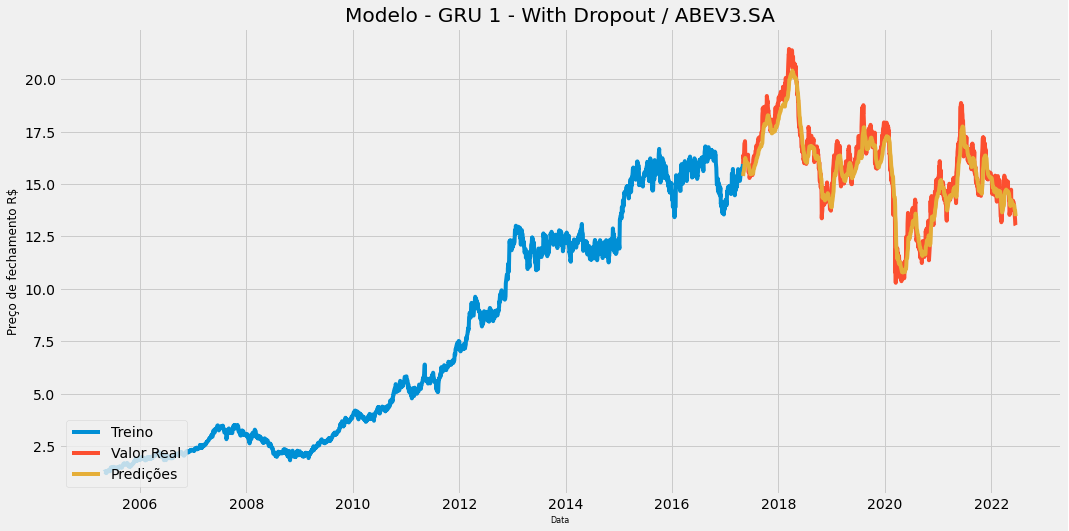 Modelo - GRU 1 - With Dropout / ABEV3.SA
Preço de fechamento R$
20.0
17.5
15.0
12.5
10.0
7.5
5.0
2.5
Treino
Valor Real
Predições
2006
2008
2010
2012
2014
2016
2018
2020
2022
Data